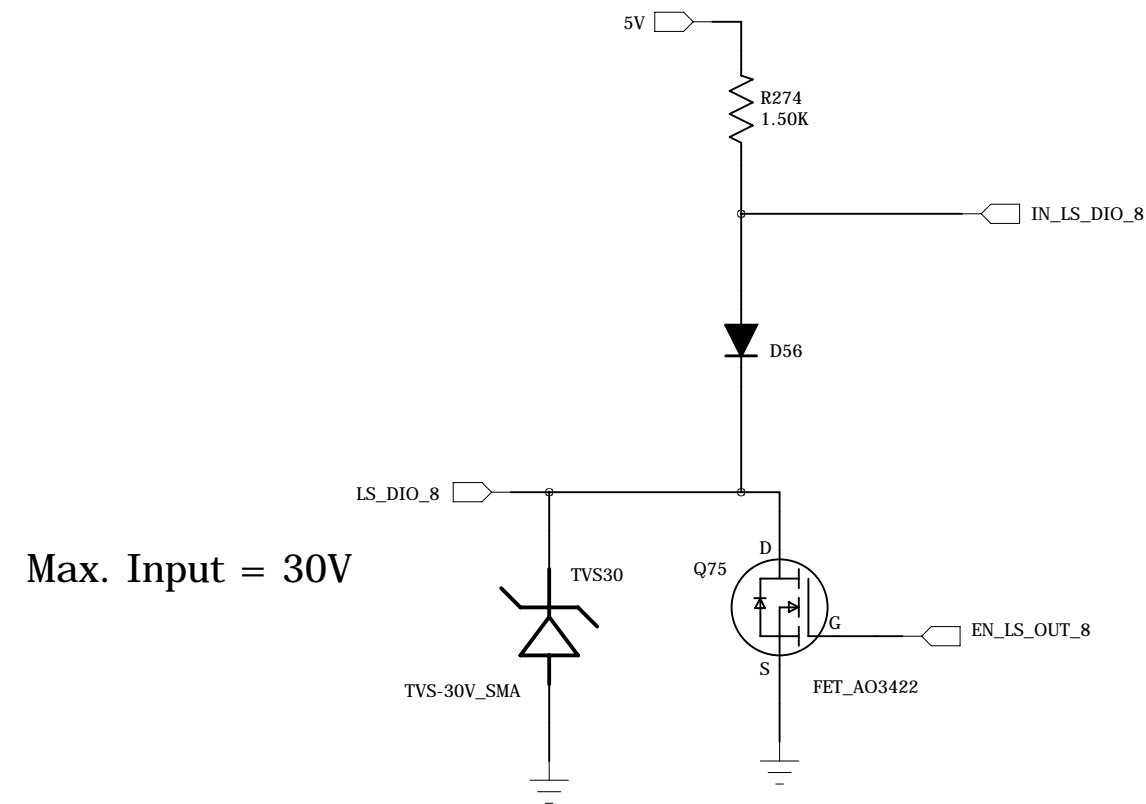 5V
R274
1.50K
IN_LS_DIO_8
D56
LS_DIO_8
Max. Input = 30V
TVS30
TVS-30V_SMA
D
Q75
G
EN_LS_OUT_8
S
FET_AO3422